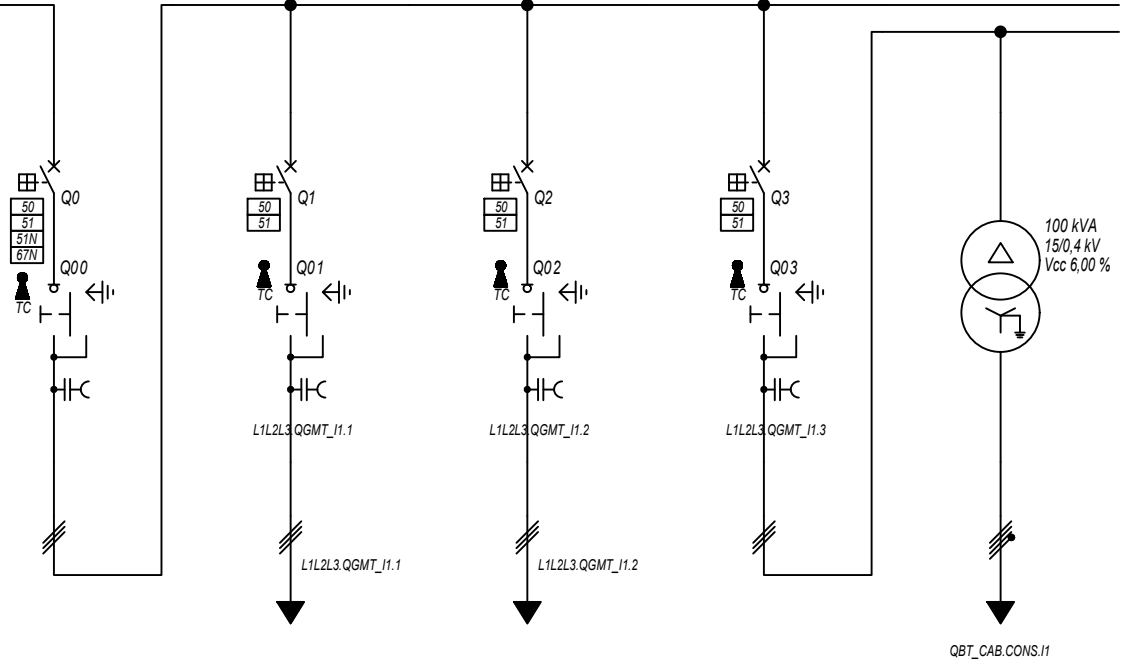 Q0
50
51
51N
67N
Q00
TC
Q1
50
51
Q01
TC
L1L2L3.QGMT_I1.1
L1L2L3.QGMT_I1.1
Q2
50
51
Q02
TC
L1L2L3.QGMT_I1.2
L1L2L3.QGMT_I1.2
Q3
50
51
Q03
TC
L1L2L3.QGMT_I1.3
100 kVA
15/0,4 kV
Vcc 6,00 %
QBT_CAB.CONS.I1